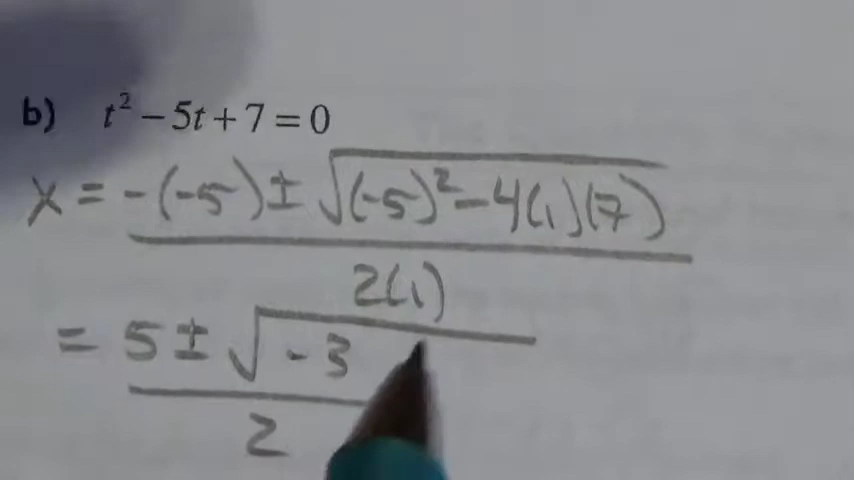 b) t² − 5t + 7 = 0
x = -(-5) ± √(-5)² - 4(1)(7)
2(1)
= 5 ± √-3
2